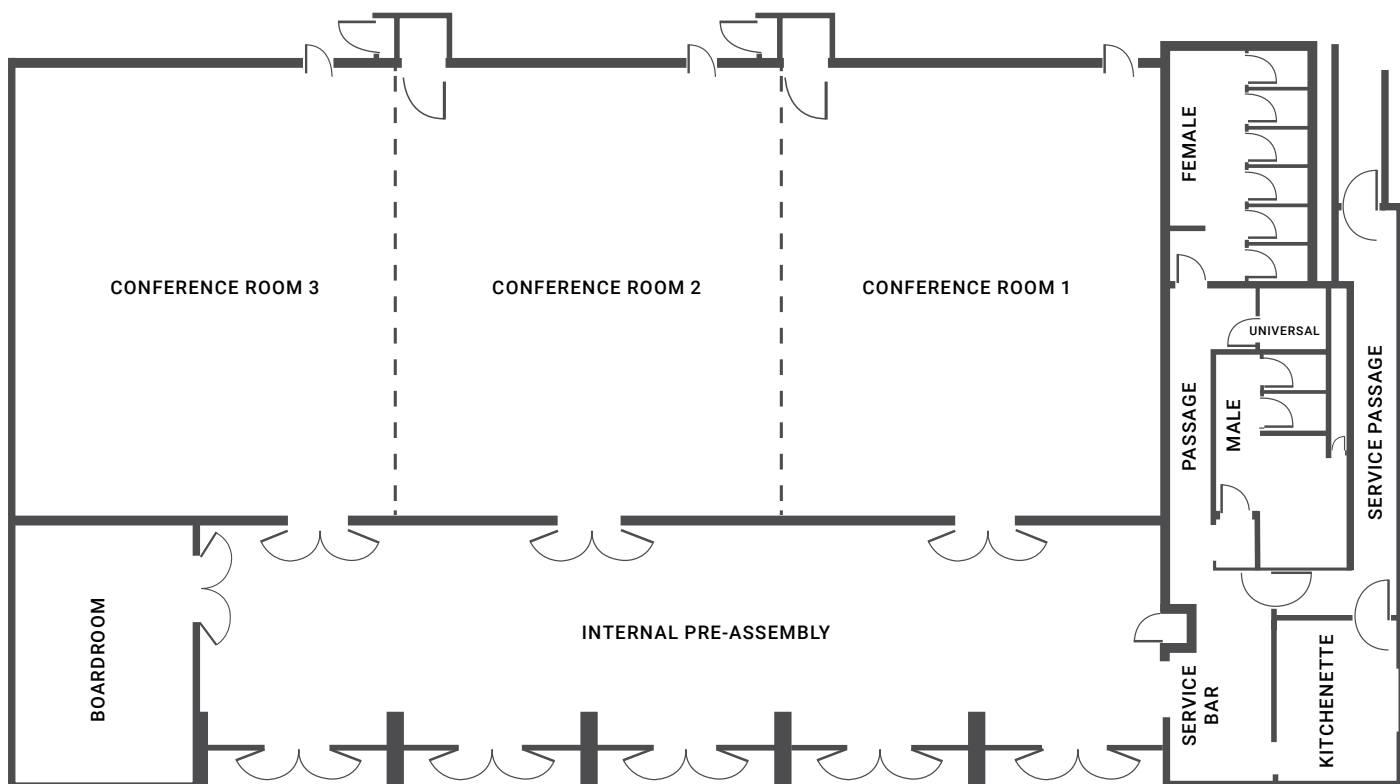 FEMALE
CONFERENCE ROOM 3
CONFERENCE ROOM 2
CONFERENCE ROOM 1
UNIVERSAL
PASSAGE
MALE
SERVICE PASSAGE
BOARDROOM
INTERNAL PRE-ASSEMBLY
SERVICE
BAR
KITCHENETTE